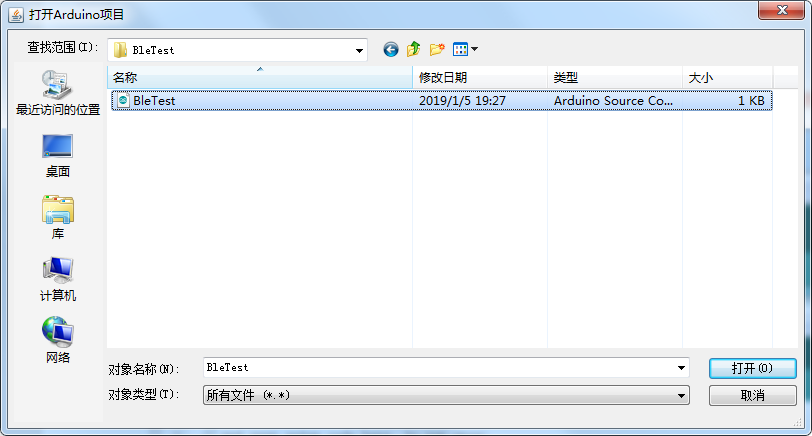 打开Arduino项目
查找范围(I):
BleTest
名称
修改日期
类型
大小
BleTest
2019/1/5 19:27
Arduino Source Co...
1 KB
最近访问的位置
桌面
库
计算机
网络
对象名称(N):
BleTest
打开(O)
对象类型(T):
所有文件 (*.*)
取消